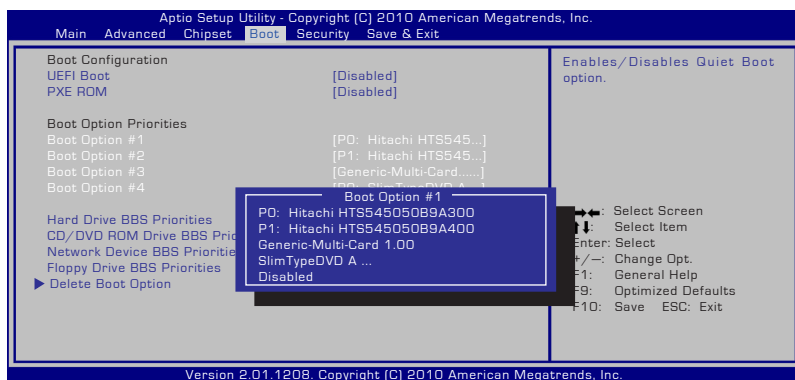 Aptio Setup Utility - Copyright (C) 2010 American Megatrends, Inc.
Main Advanced Chipset Boot Security Save & Exit
Boot Configuration
UEFI Boot [Disabled]
PXE ROM [Disabled]
Boot Option Priorities
Boot Option #1 [P0: Hitachi HTS545...]
Boot Option #2 [P1: Hitachi HTS545...]
Boot Option #3 [Generic-Multi-Card......]
Boot Option #4
Hard Drive BBS Priorities
CD/DVD ROM Drive BBS
Network Device BBS
Floppy Drive BBS Priorities
Delete Boot Option
Boot Option #1
P0: Hitachi HTS545050B9A300
P1: Hitachi HTS545050B9A400
Generic-Multi-Card 1.00
SlimTypeDVD A ...
Disabled
Enables/Disables Quiet Boot
option.
→←: Select Screen
↑↓: Select Item
Enter: Select
+/—: Change Opt.
F1: General Help
F9: Optimized Defaults
F10: Save ESC: Exit
Version 2.01.1208. Copyright (C) 2010 American Megatrends, Inc.